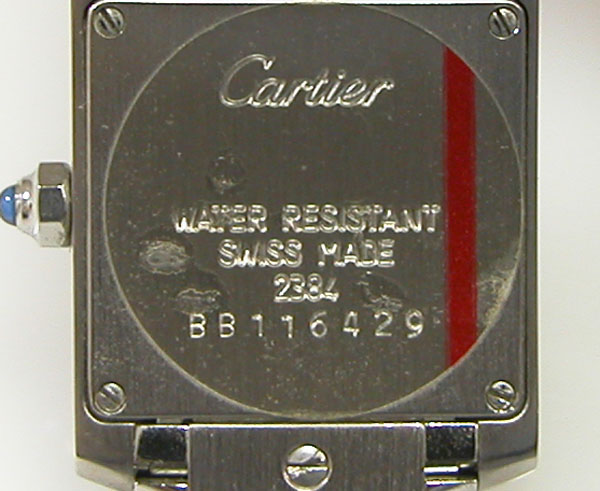 Cartier
WATER RESISTANT
SWISS MADE
2384
BB116429